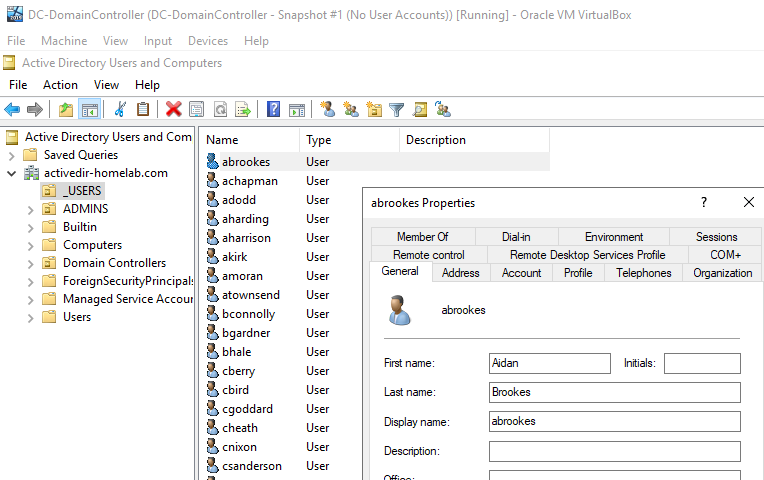 DC-DomainController (DC-DomainController - Snapshot #1 (No User Accounts)) [Running] - Oracle VM VirtualBox
File Machine View Input Devices Help
Active Directory Users and Computers
File Action View Help
Active Directory Users and Com
Saved Queries
activedir-homelab.com
_USERS
ADMINS
Builtin
Computers
Domain Controllers
ForeignSecurityPrincipals
Managed Service Accour
Users
Name Type Description
abrookes User
achapman User
adodd User
aharding User
aharrison User
akirk User
amoran User
atownsend User
bconnolly User
bgardner User
bhale User
cberry User
cbird User
cgoddard User
cheath User
cnixon User
csanderson User
abrookes Properties ?
Member Of Dial-in Environment Sessions
Remote control Remote Desktop Services Profile COM+
General Address Account Profile Telephones Organization
abrookes
First name: Aidan Initials:
Last name: Brookes
Display name: abrookes
Description:
Office: